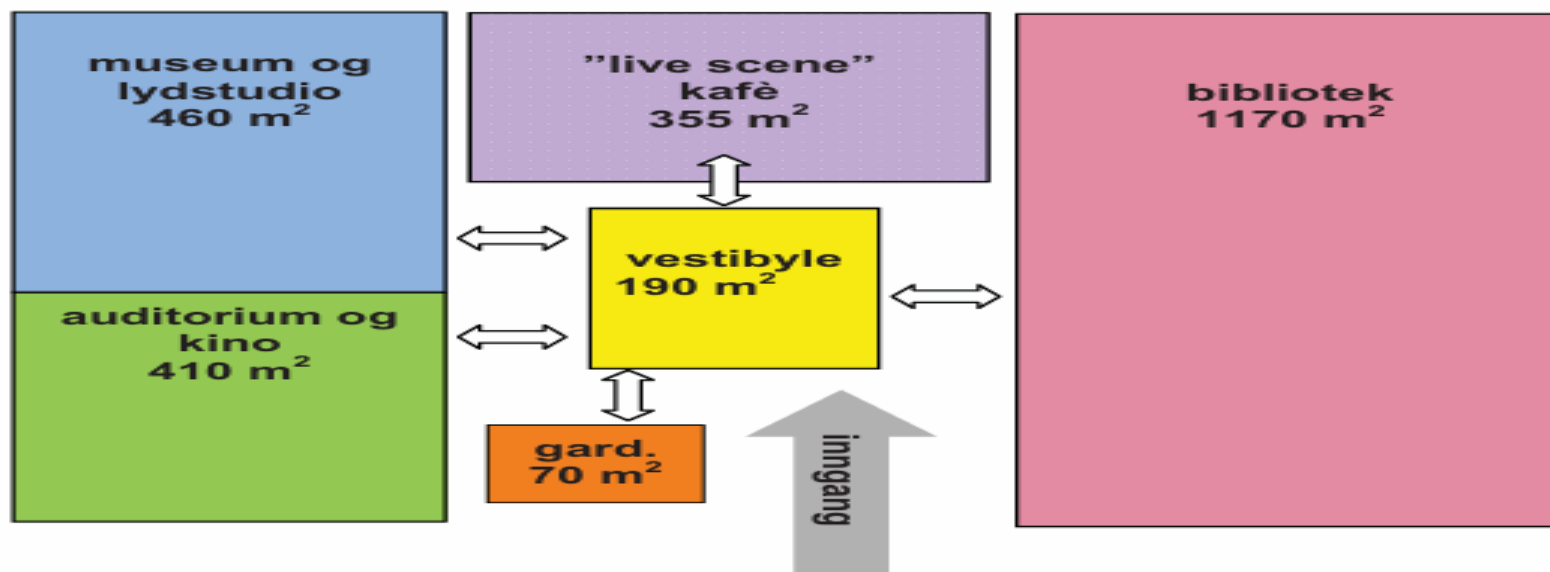 museum og
lydstudio
460 m²
”live scene”
kafè
355 m²
bibliotek
1170 m²
vestibyle
190 m²
auditorium og
kino
410 m²
gard.
70 m²
inngang